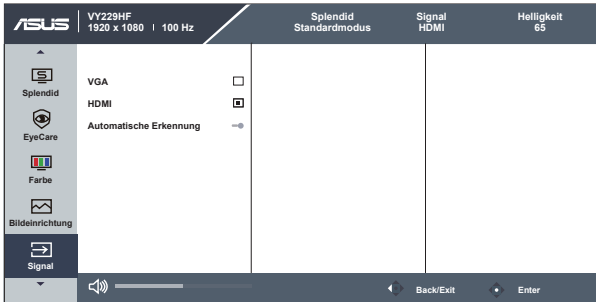 ASUS
VY229HF
1920 x 1080 | 100 Hz
Splendid
Standardmodus
Signal
HDMI
Helligkeit
65
Splendid
EyeCare
Farbe
Bildeinrichtung
Signal
VGA
HDMI
Automatische Erkennung
Back/Exit
Enter